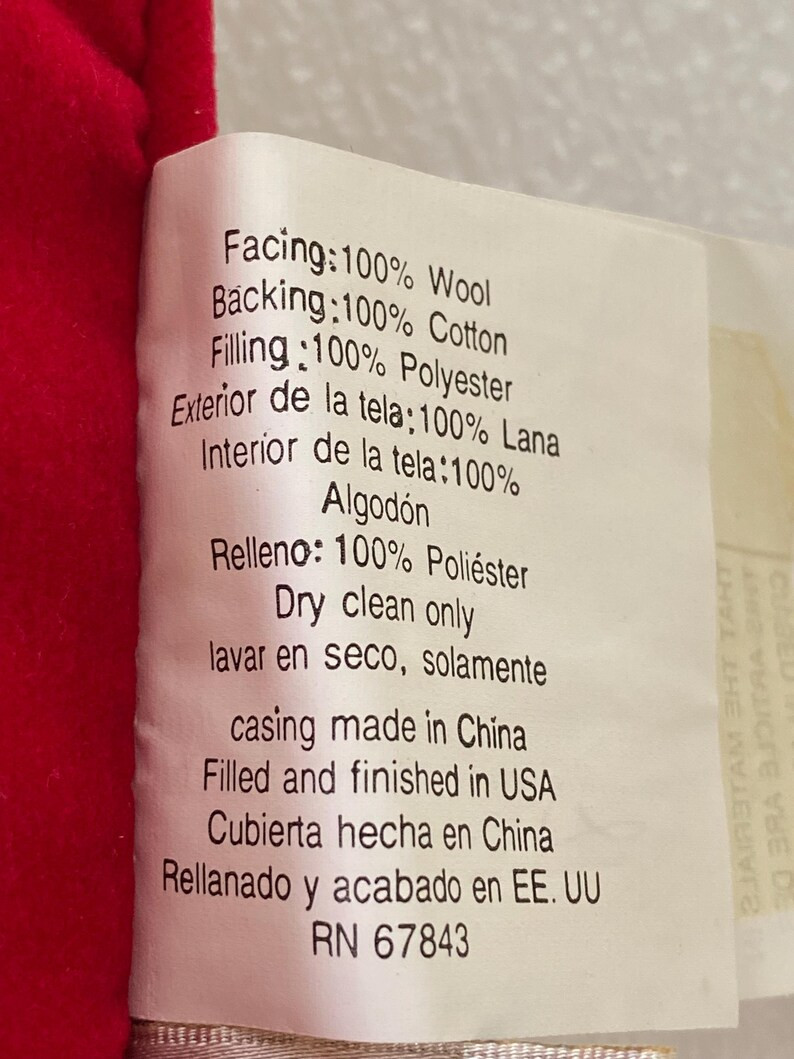 Facing:100% Wool
Backing:100% Cotton
Filling:100% Polyester
Exterior de la tela:100% Lana
Interior de la tela:100%
Algodón
Relleno: 100% Poliéster
Dry clean only
lavar en seco, solamente
casing made in China
Filled and finished in USA
Cubierta hecha en China
Rellanado y acabado en EE. UU
RN 67843